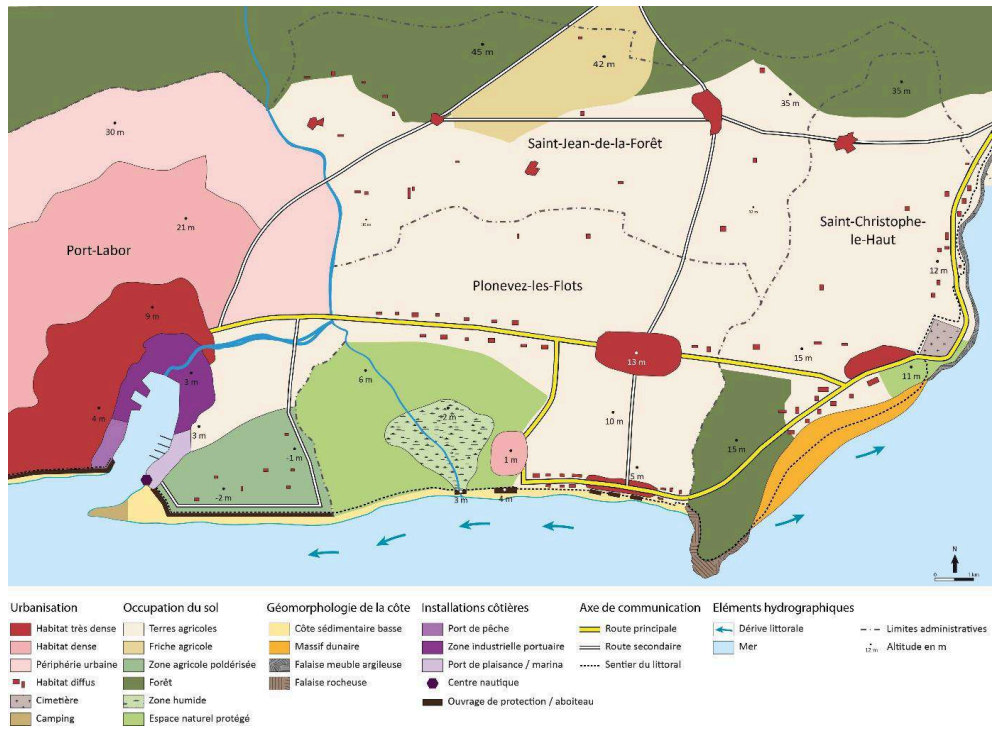 45 m
42 m
35 m
35 m
30 m
Saint-Jean-de-la-Forêt
21 m
Port-Labor
Saint-Christophe-
le-Haut
12 m
Plonevez-les-Flots
9 m
13 m
15 m
3 m
6 m
11 m
4 m
3 m
-2 m
10 m
-1 m
1 m
15 m
-2 m
3 m
4 m
5 m
N
0 1 km
Urbanisation
Habitat très dense
Habitat dense
Périphérie urbaine
Habitat diffus
Cimetière
Camping
Occupation du sol
Terres agricoles
Friche agricole
Zone agricole poldérisée
Forêt
Zone humide
Espace naturel protégé
Géomorphologie de la côte
Côte sédimentaire basse
Massif dunaire
Falaise meuble argileuse
Falaise rocheuse
Installations côtières
Port de pêche
Zone industrielle portuaire
Port de plaisance / marina
Centre nautique
Ouvrage de protection / aboiteau
Axe de communication
Route principale
Route secondaire
Sentier du littoral
Eléments hydrographiques
Dérive littorale
Mer
Limites administratives
12 m Altitude en m